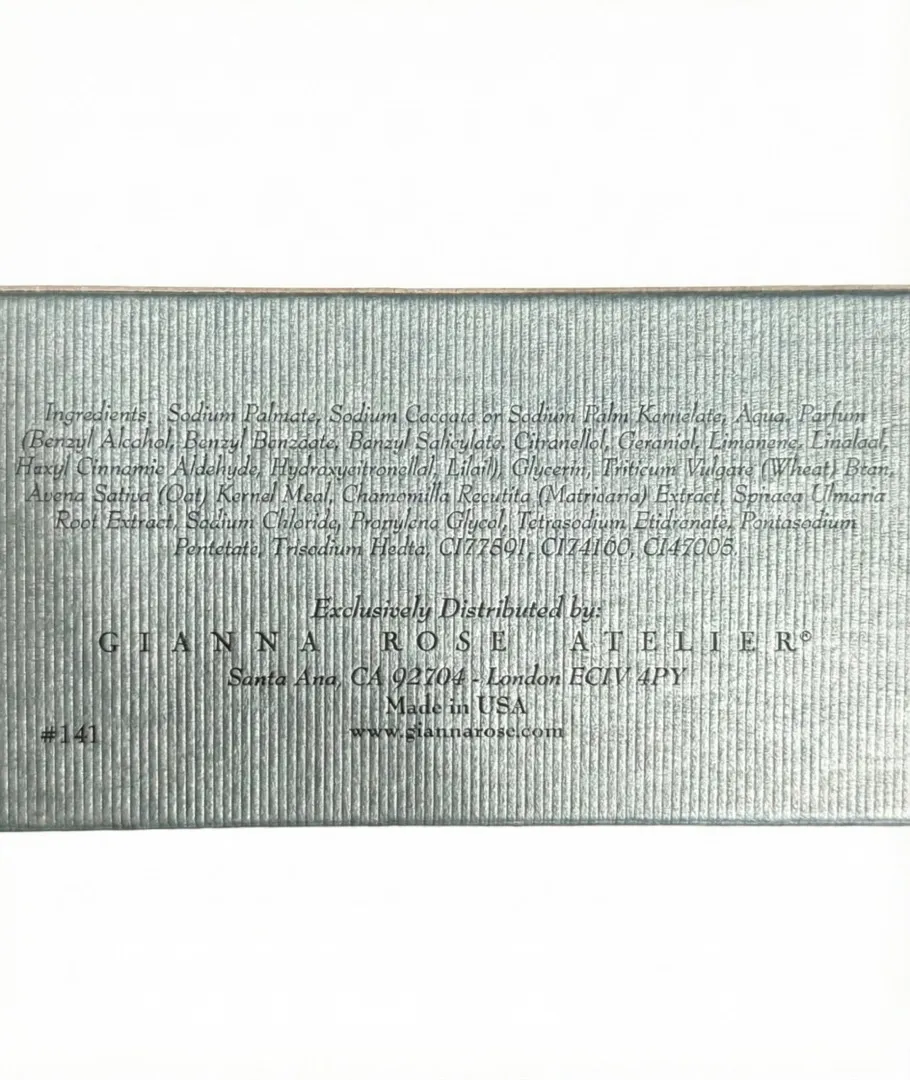 Ingredients: Sodium Palmate, Sodium Cocoate or Sodium Palm Kernelate, Aqua, Parfum
(Benzyl Alcohol, Benzyl Benzoate, Benzyl Salicylate, Citronellol, Geraniol, Limonene, Linalool,
Hexyl Cinnamic Aldehyde, Hydroxycitronellal, Lilail), Glycerin, Triticum Vulgare (Wheat) Bran,
Avena Sativa (Oat) Kernel Meal, Chamomilla Recutita (Matricaria) Extract, Spiraea Ulmaria
Root Extract, Sodium Chloride, Propylene Glycol, Tetrasodium Etidronate, Pentasodium
Pentetate, Trisodium Hedta, CI77891, CI74160, CI47005.
Exclusively Distributed by:
GIANNA ROSE ATELIER®
Santa Ana, CA 92704 - London EC1V 4PY
Made in USA
#141 www.giannarose.com